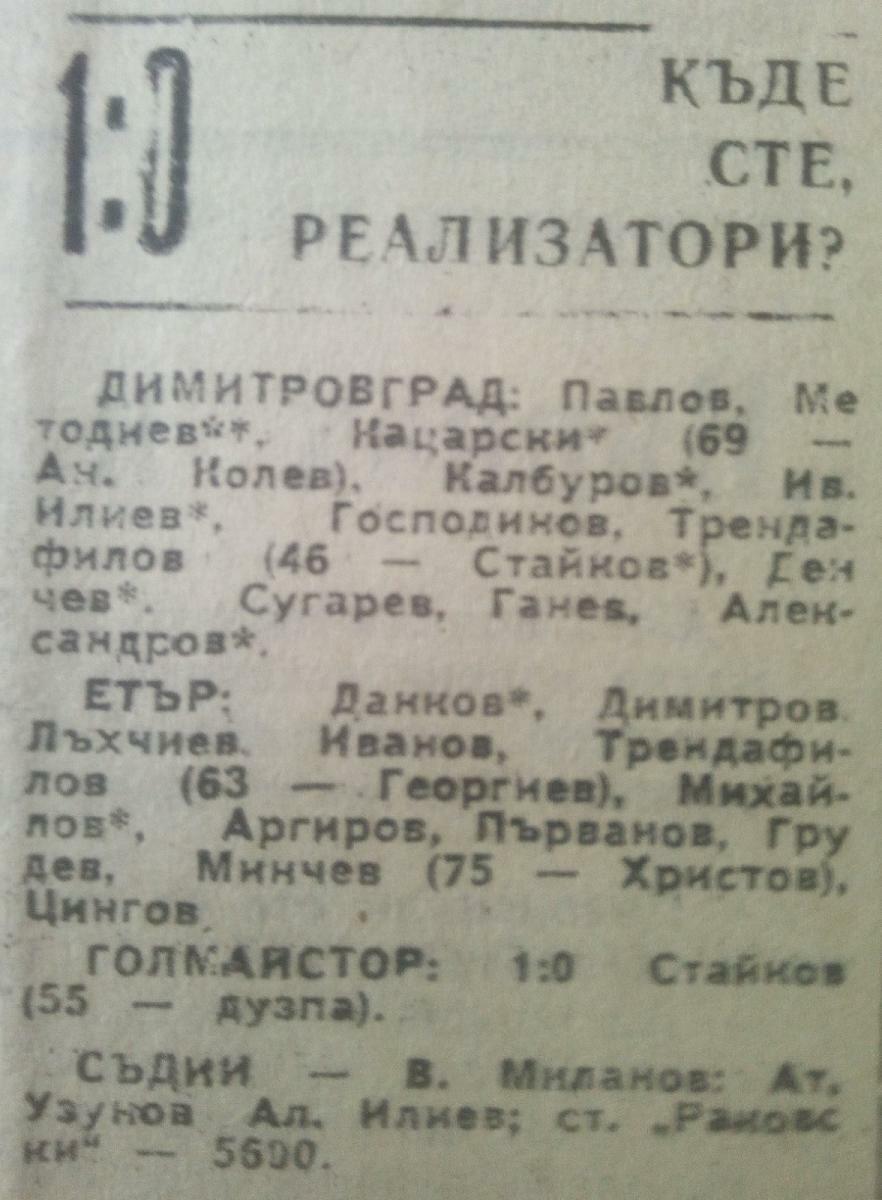 1:0
КЪДЕ
СТЕ,
РЕАЛИЗАТОРИ?
ДИМИТРОВГРАД: Павлов, Ме
тодиев**, Кацарски* (69 —
Ан. Колев), Калбуров*, Ив.
Илиев*, Господинов, Тренда-
филов (46 — Стайков*), Ден
чев*. Сугарев, Ганев, Алек-
сандров*.
ЕТЪР: Данков*, Димитров.
Лъхчиев. Иванов, Трендафи-
лов (63 — Георгиев), Михай-
лов*, Аргиров, Първанов, Гру
дев, Минчев (75 — Христов),
Цингов
ГОЛМАЙСТОР: 1:0 Стайков
(55 — дузпа).
СЪДИИ — В. Миланов: Ат.
Узунов Ал. Илиев; ст. „Раковс
ки“ — 5600.